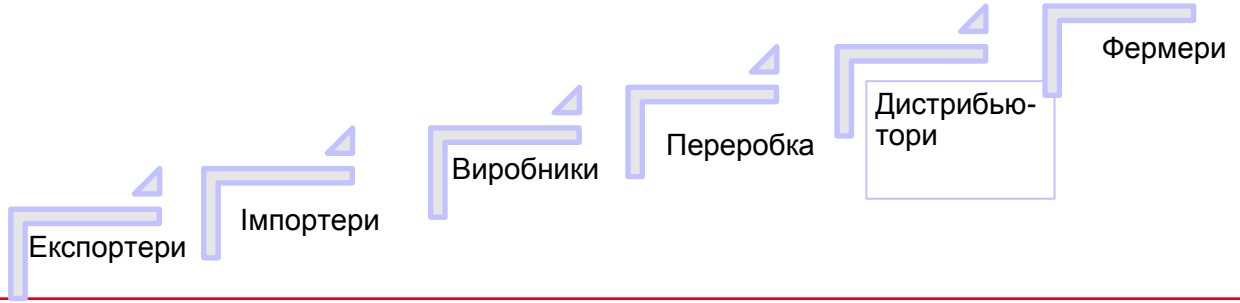 Експортери
Імпортери
Виробники
Переробка
Дистрибью-
тори
Фермери